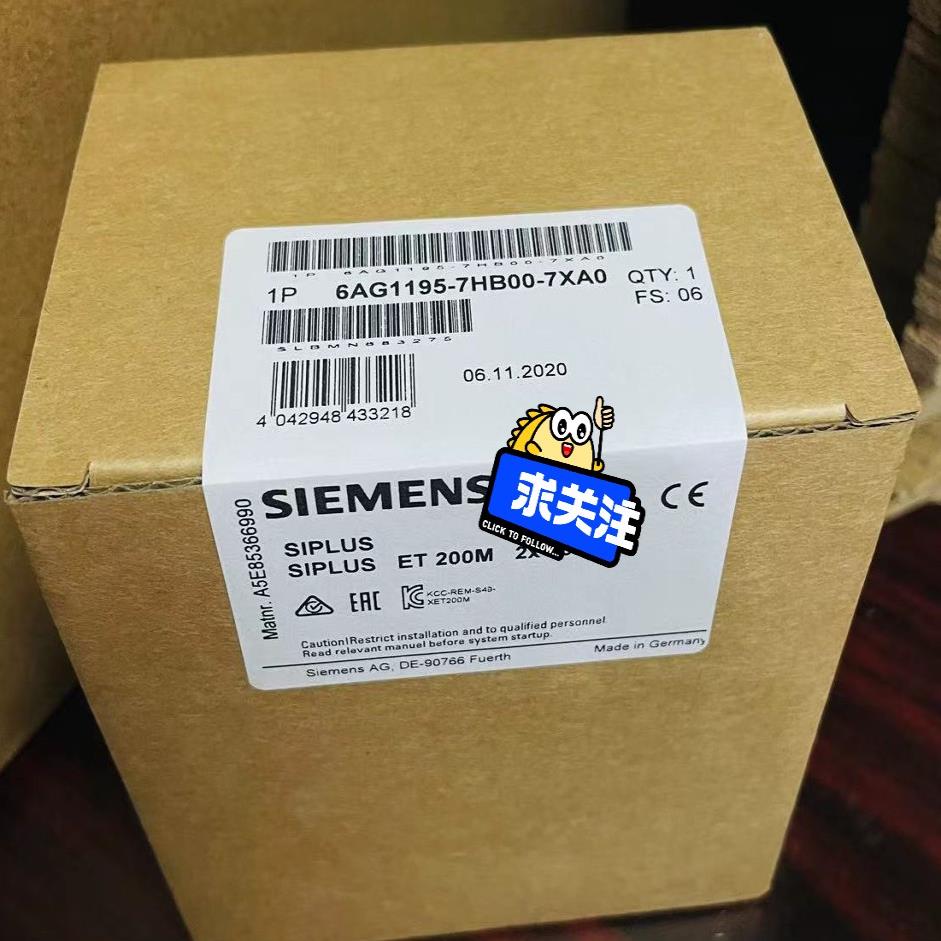 1P 6AG1195-7HB00-7XA0
1P 6AG1195-7HB00-7XA0 QTY: 1
FS: 06
SLBMN883275
06.11.2020
4 042948 433218
SIEMENS
CE
求关注
CLICK TO FOLLOW...
SIPLUS
SIPLUS ET 200M
Matnr. A5E85366990
EAC
KCC-REM-S49-
XET200M
Caution!Restrict installation and to qualified personnel.
Read relevant manuel before system startup.
Siemens AG, DE-90766 Fuerth
Made in Germany